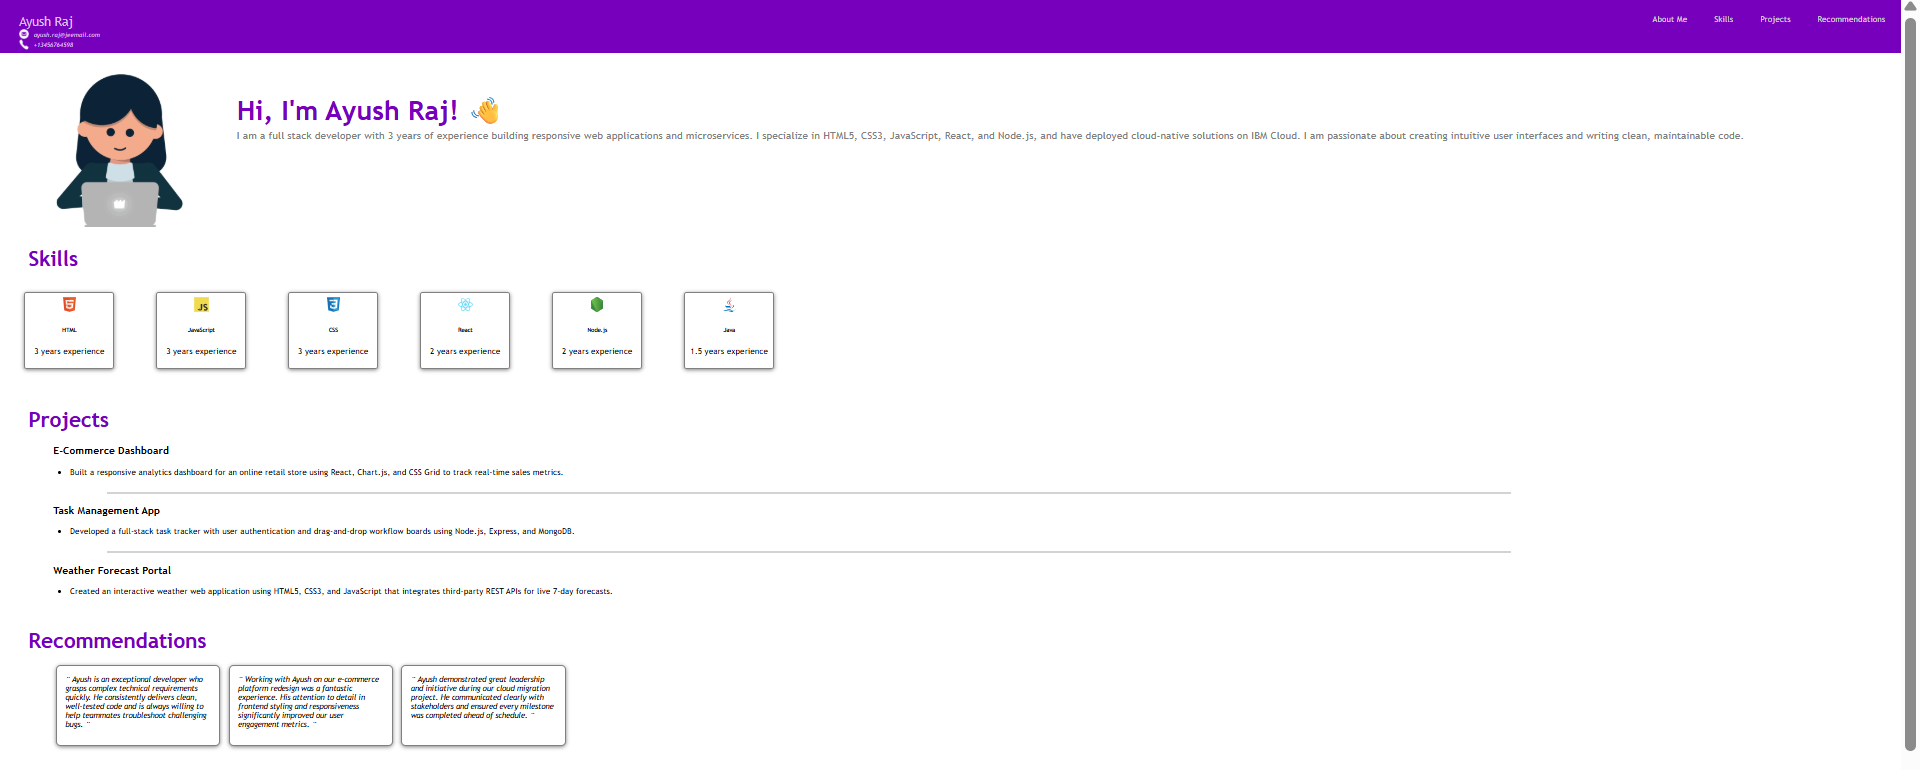 Ayush Raj
ayush.raj@jeemail.com
+13456764598
About Me
Skills
Projects
Recommendations
Hi, I'm Ayush Raj! 👋
I am a full stack developer with 3 years of experience building responsive web applications and microservices. I specialize in HTML5, CSS3, JavaScript, React, and Node.js, and have deployed cloud-native solutions on IBM Cloud. I am passionate about creating intuitive user interfaces and writing clean, maintainable code.
Skills
5
JS
3
HTML
JavaScript
CSS
React
Node.js
Java
3 years experience
3 years experience
3 years experience
2 years experience
2 years experience
1.5 years experience
Projects
E-Commerce Dashboard
• Built a responsive analytics dashboard for an online retail store using React, Chart.js, and CSS Grid to track real-time sales metrics.
Task Management App
• Developed a full-stack task tracker with user authentication and drag-and-drop workflow boards using Node.js, Express, and MongoDB.
Weather Forecast Portal
• Created an interactive weather web application using HTML5, CSS3, and JavaScript that integrates third-party REST APIs for live 7-day forecasts.
Recommendations
" Ayush is an exceptional developer who
grasps complex technical requirements
quickly. He consistently delivers clean,
well-tested code and is always willing to
help teammates troubleshoot challenging
bugs. "
" Working with Ayush on our e-commerce
platform redesign was a fantastic
experience. His attention to detail in
frontend styling and responsiveness
significantly improved our user
engagement metrics. "
" Ayush demonstrated great leadership
and initiative during our cloud migration
project. He communicated clearly with
stakeholders and ensured every milestone
was completed ahead of schedule. "